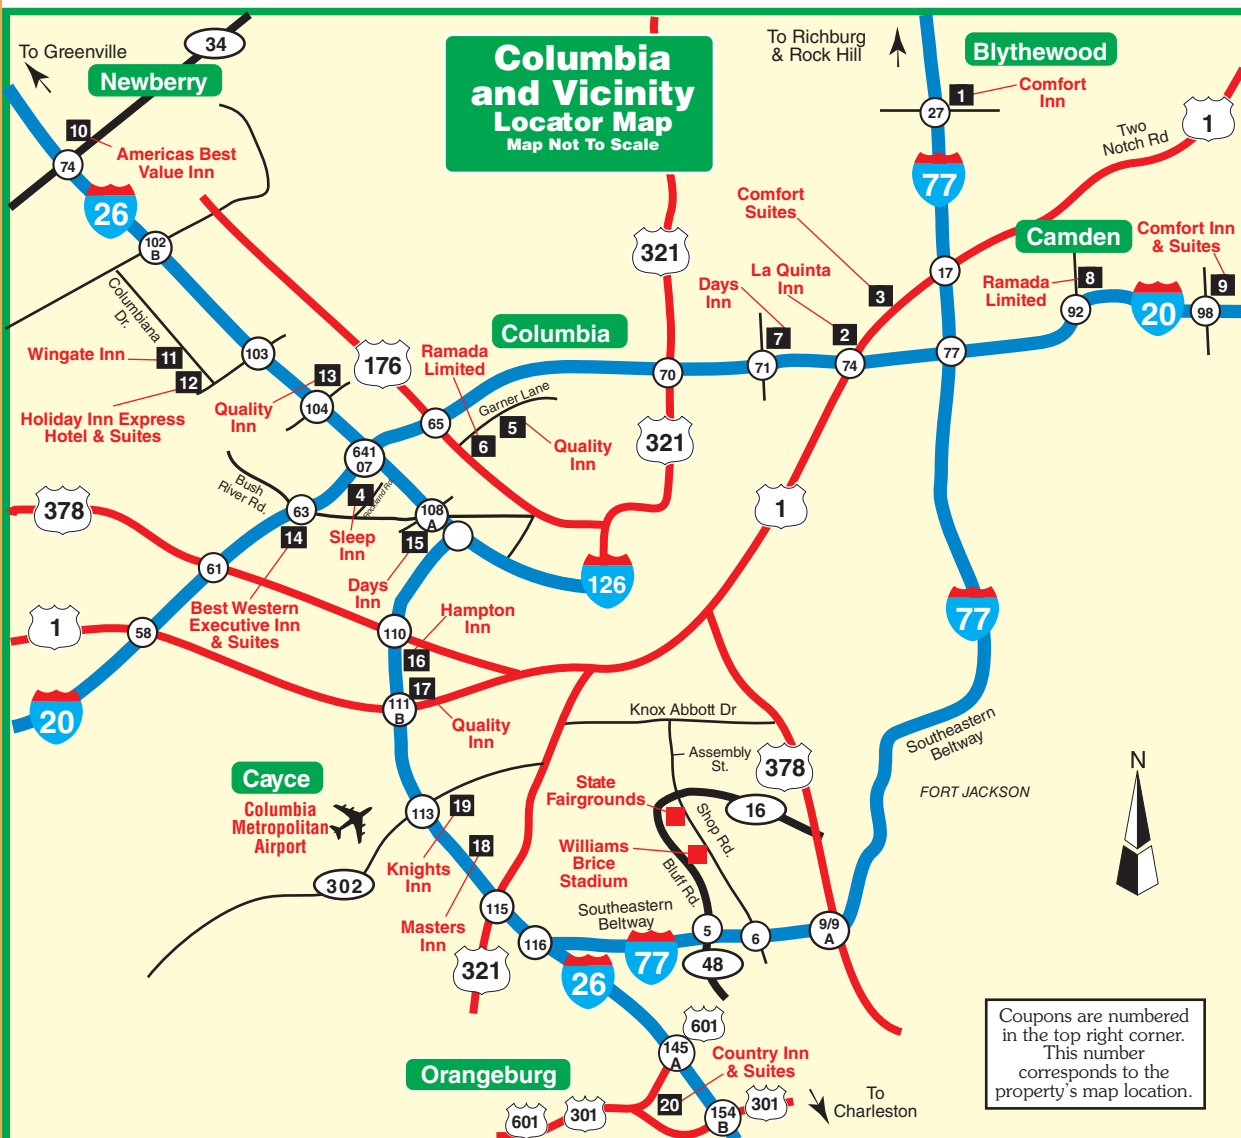 Columbia
and Vicinity
Locator Map
Map Not To Scale
To Greenville
34
Newberry
10
Americas Best
Value Inn
74
26
102
B
Columbiana
Dr.
Wingate Inn
11
12
Holiday Inn Express
Hotel & Suites
103
13
Quality
Inn
104
176
Ramada
Limited
65
Garner Lane
6
5
Quality
Inn
Columbia
321
70
321
To Richburg
& Rock Hill
Blythewood
1
Comfort
Inn
27
77
Two
Notch Rd
1
Comfort
Suites
3
17
La Quinta
Inn
2
Days
Inn
7
71
74
77
Camden
Ramada
Limited
8
92
20
Comfort Inn
& Suites
9
98
641
07
Bush
River Rd.
63
4
Rockland Rd.
Sleep
Inn
108
A
15
Days
Inn
14
Best Western
Executive Inn
& Suites
378
61
1
58
20
126
1
77
110
Hampton
Inn
16
17
111
B
Quality
Inn
Knox Abbott Dr
Assembly
St.
378
Southeastern
Beltway
FORT JACKSON
N
Cayce
Columbia
Metropolitan
Airport
302
113
19
Knights
Inn
18
Masters
Inn
115
321
116
State
Fairgrounds
16
Shop Rd.
Williams
Brice
Stadium
Bluff Rd.
Southeastern
Beltway
77
5
6
9/9
A
48
26
601
145
A
Orangeburg
Country Inn
& Suites
20
601
301
154
B
301
To
Charleston
Coupons are numbered
in the top right corner.
This number
corresponds to the
property's map location.